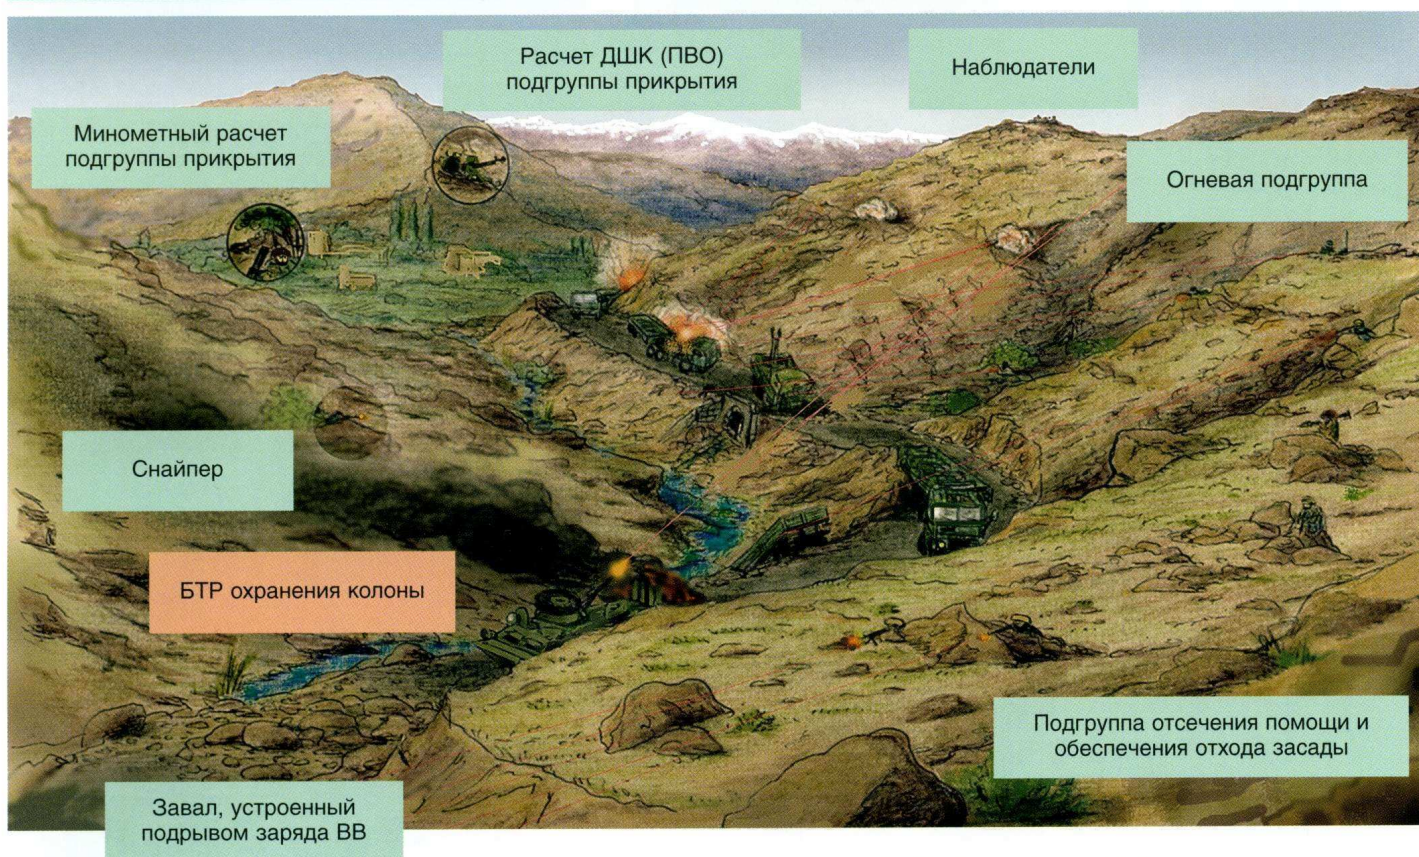 Расчет ДШК (ПВО)
подгруппы прикрытия
Наблюдатели
Минометный расчет
подгруппы прикрытия
Огневая подгруппа
Снайпер
БТР охранения колоны
Подгруппа отсечения помощи и
обеспечения отхода засады
Завал, устроенный
подрывом заряда ВВ